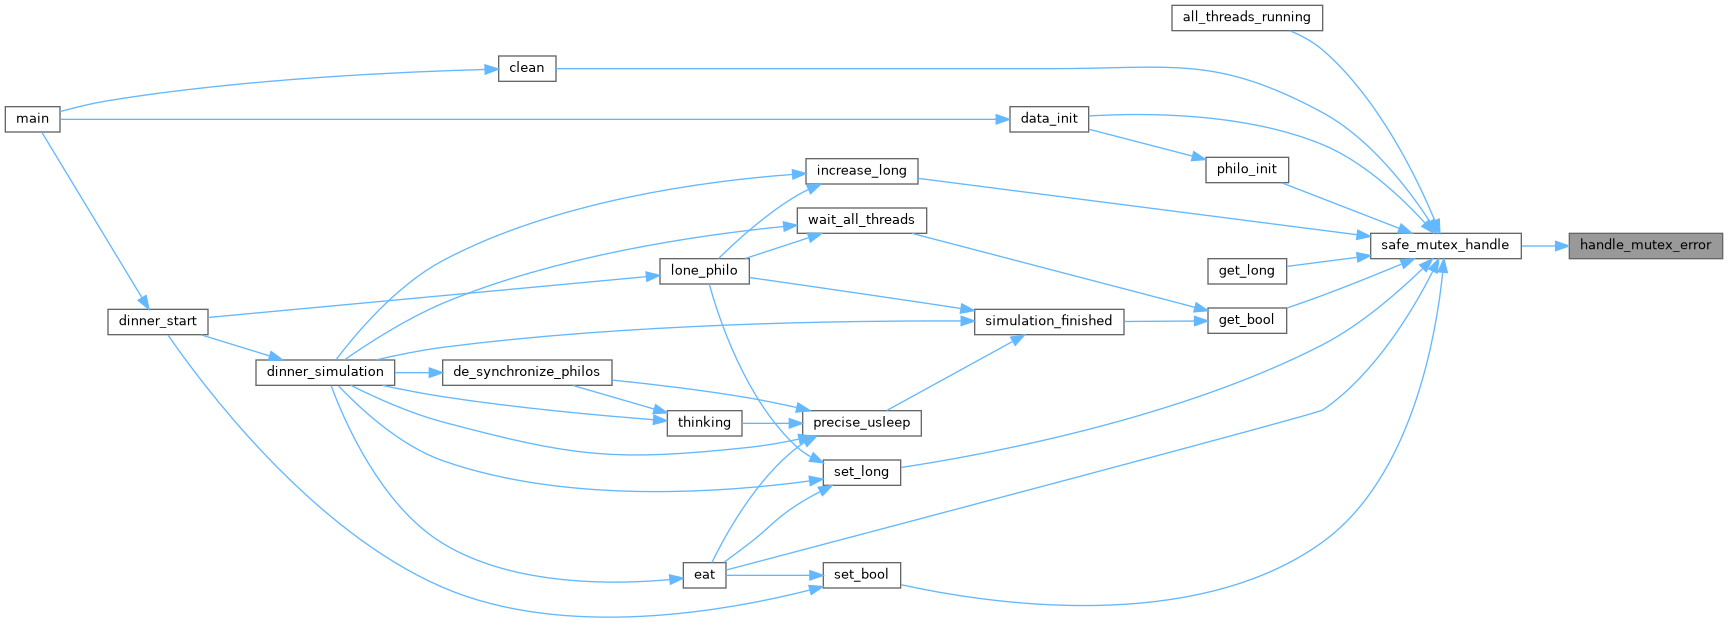 all_threads_running
clean
main
data_init
philo_init
increase_long
wait_all_threads
safe_mutex_handle
handle_mutex_error
lone_philo
get_long
dinner_start
simulation_finished
get_bool
dinner_simulation
de_synchronize_philos
thinking
precise_usleep
set_long
eat
set_bool